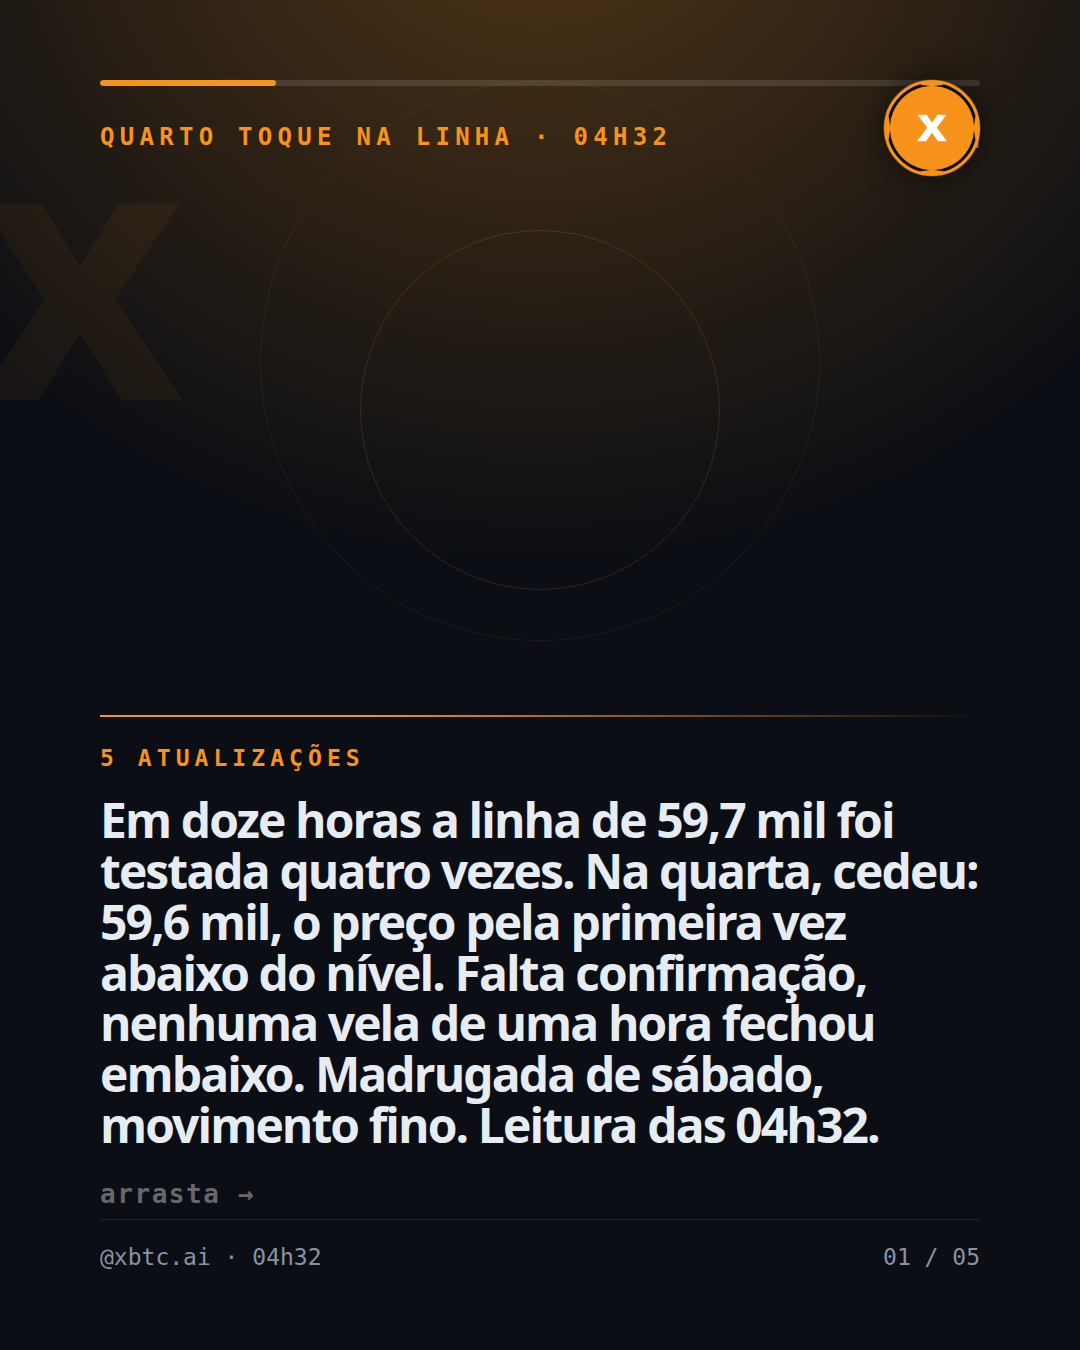 QUARTO TOQUE NA LINHA · 04H32
x
x
5 ATUALIZAÇÕES
Em doze horas a linha de 59,7 mil foi
testada quatro vezes. Na quarta, cedeu:
59,6 mil, o preço pela primeira vez
abaixo do nível. Falta confirmação,
nenhuma vela de uma hora fechou
embaixo. Madrugada de sábado,
movimento fino. Leitura das 04h32.
arrasta →
@xbtc.ai · 04h32
01 / 05